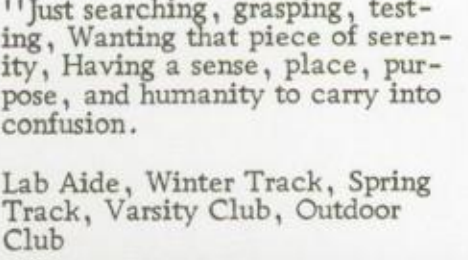 "Just searching, grasping, test-
ing, Wanting that piece of seren-
ity, Having a sense, place, pur-
pose, and humanity to carry into
confusion.
Lab Aide, Winter Track, Spring
Track, Varsity Club, Outdoor
Club